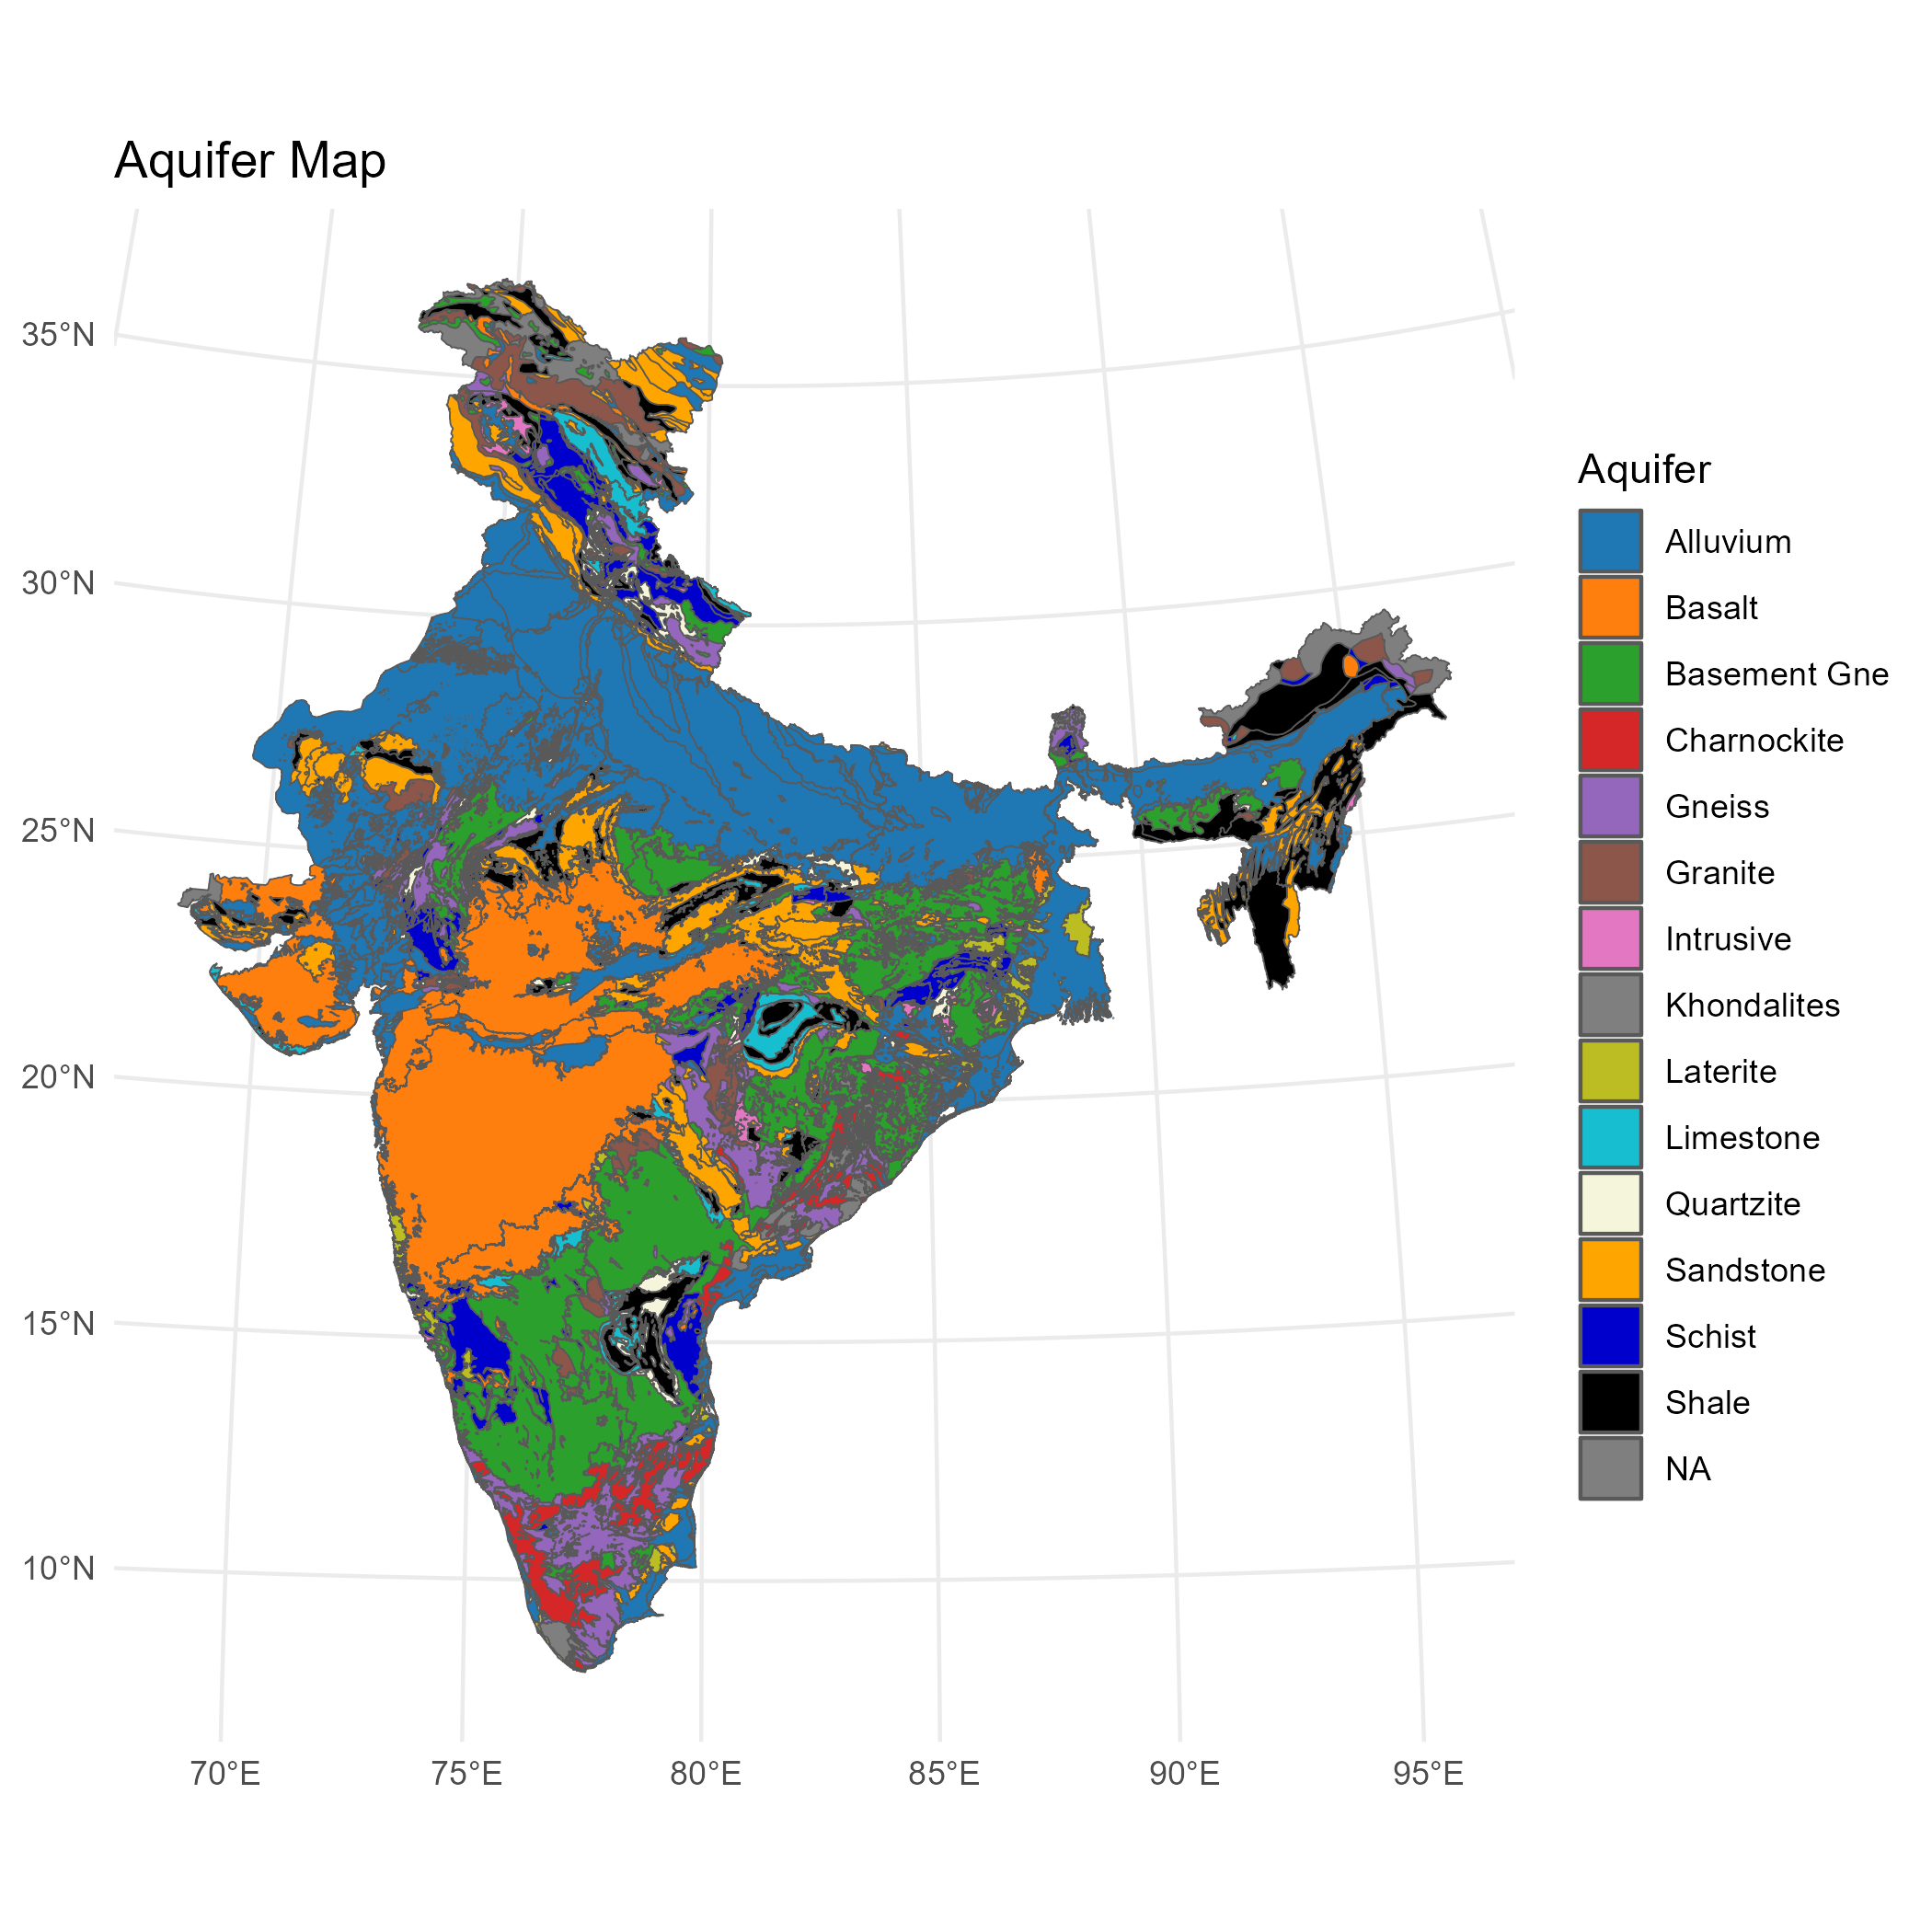 Aquifer Map
35°N
30°N
25°N
20°N
15°N
10°N
70°E
75°E
80°E
85°E
90°E
95°E
Aquifer
Alluvium
Basalt
Basement Gne
Charnockite
Gneiss
Granite
Intrusive
Khondalites
Laterite
Limestone
Quartzite
Sandstone
Schist
Shale
NA